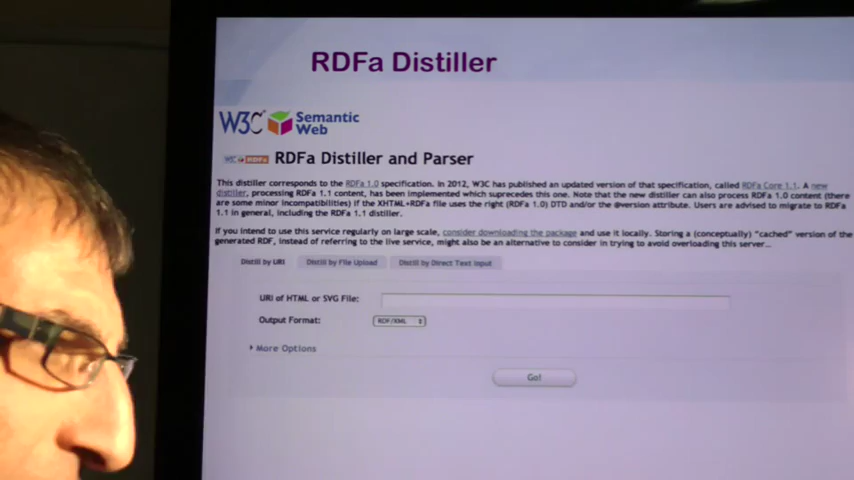 RDFa Distiller
W3C Semantic Web
W3C RDFa RDFa Distiller and Parser
This distiller corresponds to the RDFa 1.0 specification. In 2012, W3C has published an updated version of that specification, called RDFa Core 1.1. A new
distiller, processing RDFa 1.1 content, has been implemented which suprecedes this one. Note that the new distiller can also process RDFa 1.0 content (there
are some minor incompatibilities) if the XHTML+RDFa file uses the right (RDFa 1.0) DTD and/or the @version attribute. Users are advised to migrate to RDFa
1.1 in general, including the RDFa 1.1 distiller.
If you intend to use this service regularly on large scale, consider downloading the package and use it locally. Storing a (conceptually) "cached" version of the
generated RDF, instead of referring to the live service, might also be an alternative to consider in trying to avoid overloading this server...
Distill by URI Distill by File Upload Distill by Direct Text Input
URI of HTML or SVG File:
Output Format: RDF/XML
More Options
Go!